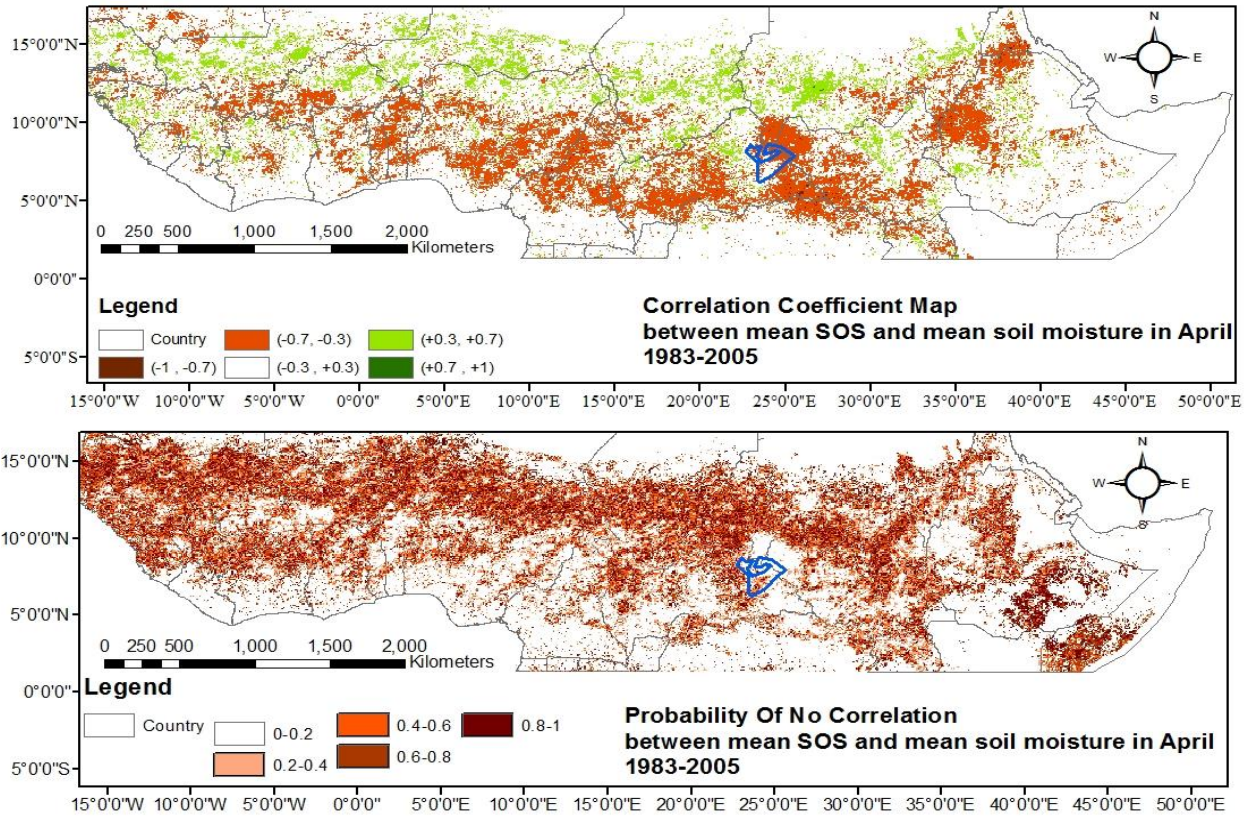 N
W E
S
15°0'0"N
10°0'0"N
5°0'0"N
0 250 500 1,000 1,500 2,000
Kilometers
0°0'0"
Legend
Country (-0.7, -0.3) (+0.3, +0.7)
(-1 , -0.7) (-0.3 , +0.3) (+0.7 , +1)
Correlation Coefficient Map
between mean SOS and mean soil moisture in April
1983-2005
5°0'0"S
15°0'0"W 10°0'0"W 5°0'0"W 0°0'0" 5°0'0"E 10°0'0"E 15°0'0"E 20°0'0"E 25°0'0"E 30°0'0"E 35°0'0"E 40°0'0"E 45°0'0"E 50°0'0"E
N
W E
S
15°0'0"N
10°0'0"N
5°0'0"N
0 250 500 1,000 1,500 2,000
Kilometers
0°0'0"
Legend
Country 0-0.2 0.4-0.6 0.8-1
0.2-0.4 0.6-0.8
Probability Of No Correlation
between mean SOS and mean soil moisture in April
1983-2005
5°0'0"S
15°0'0"W 10°0'0"W 5°0'0"W 0°0'0" 5°0'0"E 10°0'0"E 15°0'0"E 20°0'0"E 25°0'0"E 30°0'0"E 35°0'0"E 40°0'0"E 45°0'0"E 50°0'0"E